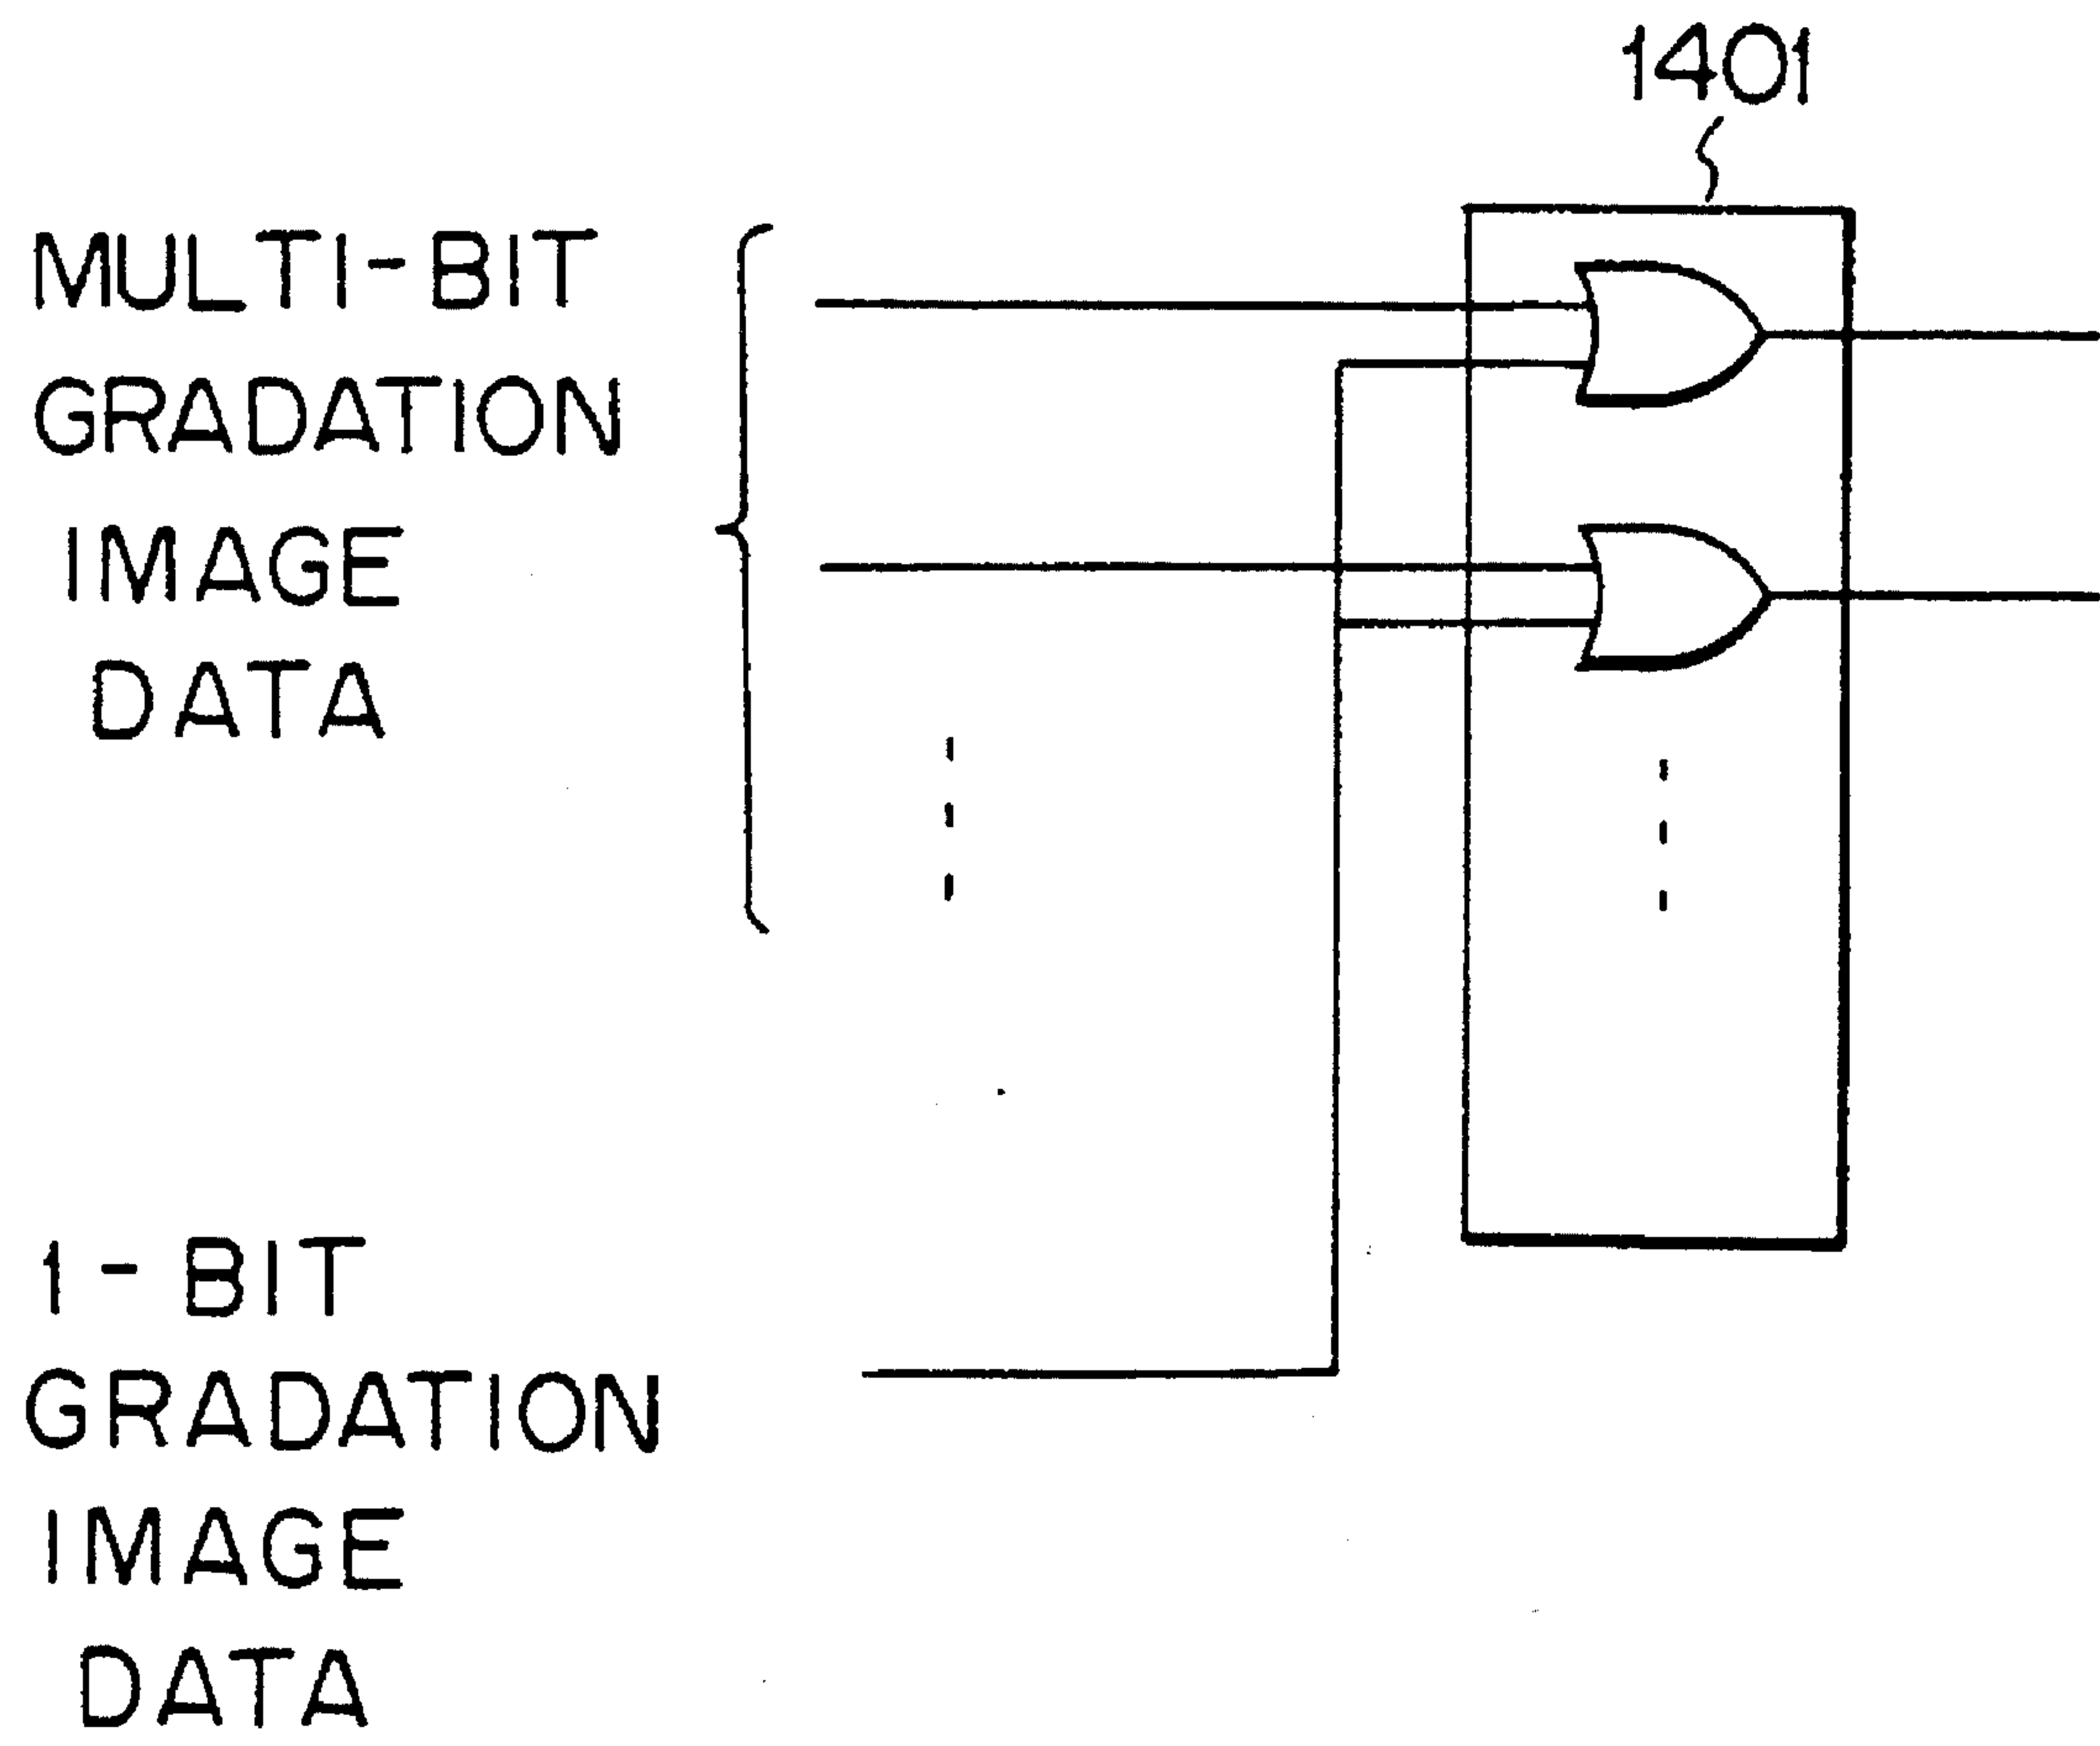 1401
MULTI-BIT
GRADATION
IMAGE
DATA
1-BIT
GRADATION
IMAGE
DATA